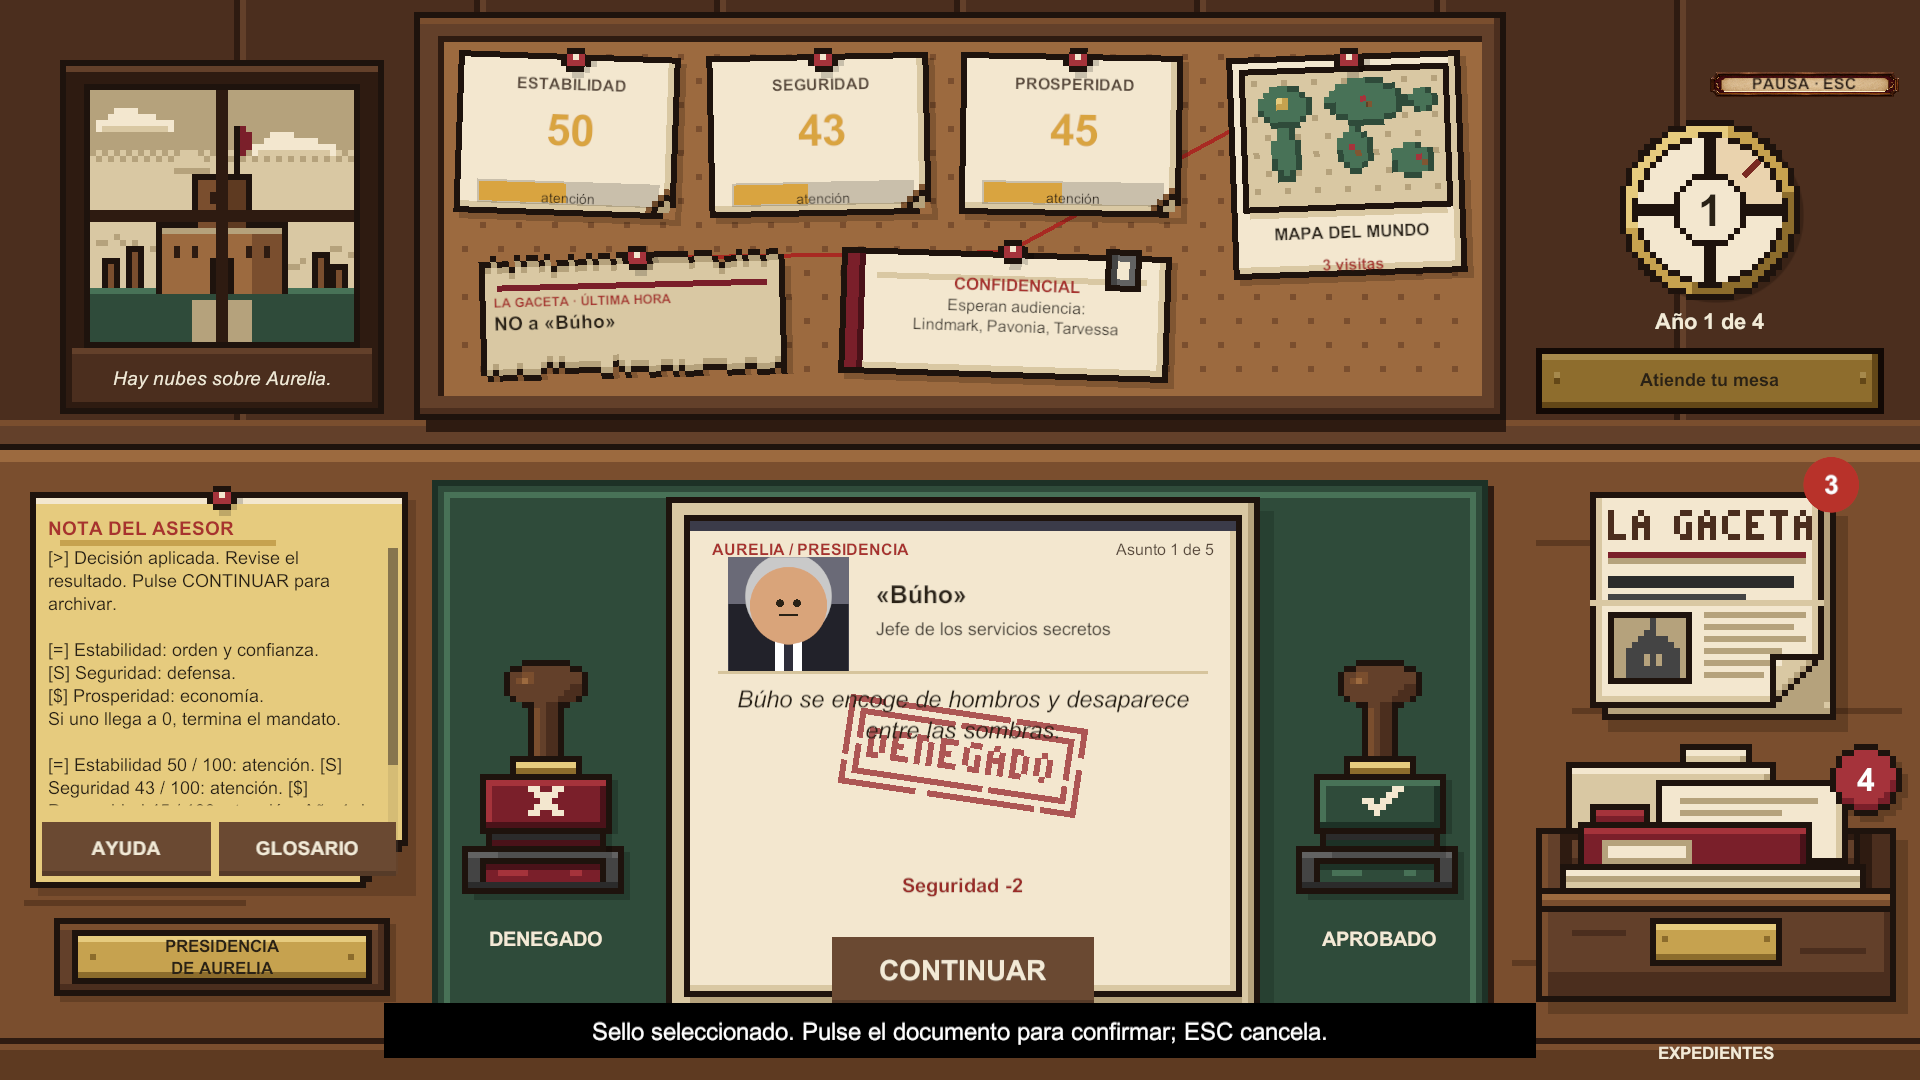 ESTABILIDAD
50
atención
SEGURIDAD
43
atención
PROSPERIDAD
45
atención
MAPA DEL MUNDO
3 visitas
PAUSA · ESC
1
Año 1 de 4
Atiende tu mesa
Hay nubes sobre Aurelia.
LA GACETA · ÚLTIMA HORA
NO a «Búho»
CONFIDENCIAL
Esperan audiencia:
Lindmark, Pavonia, Tarvessa
NOTA DEL ASESOR
[>] Decisión aplicada. Revise el
resultado. Pulse CONTINUAR para
archivar.
[=] Estabilidad: orden y confianza.
[S] Seguridad: defensa.
[$] Prosperidad: economía.
Si uno llega a 0, termina el mandato.
[=] Estabilidad 50 / 100: atención. [S]
Seguridad 43 / 100: atención. [$]
AYUDA
GLOSARIO
PRESIDENCIA
DE AURELIA
DENEGADO
AURELIA / PRESIDENCIA
Asunto 1 de 5
«Búho»
Jefe de los servicios secretos
Búho se encoge de hombros y desaparece
entre las sombras.
DENEGADO
Seguridad -2
CONTINUAR
APROBADO
3
LA GACETA
4
EXPEDIENTES
Sello seleccionado. Pulse el documento para confirmar; ESC cancela.